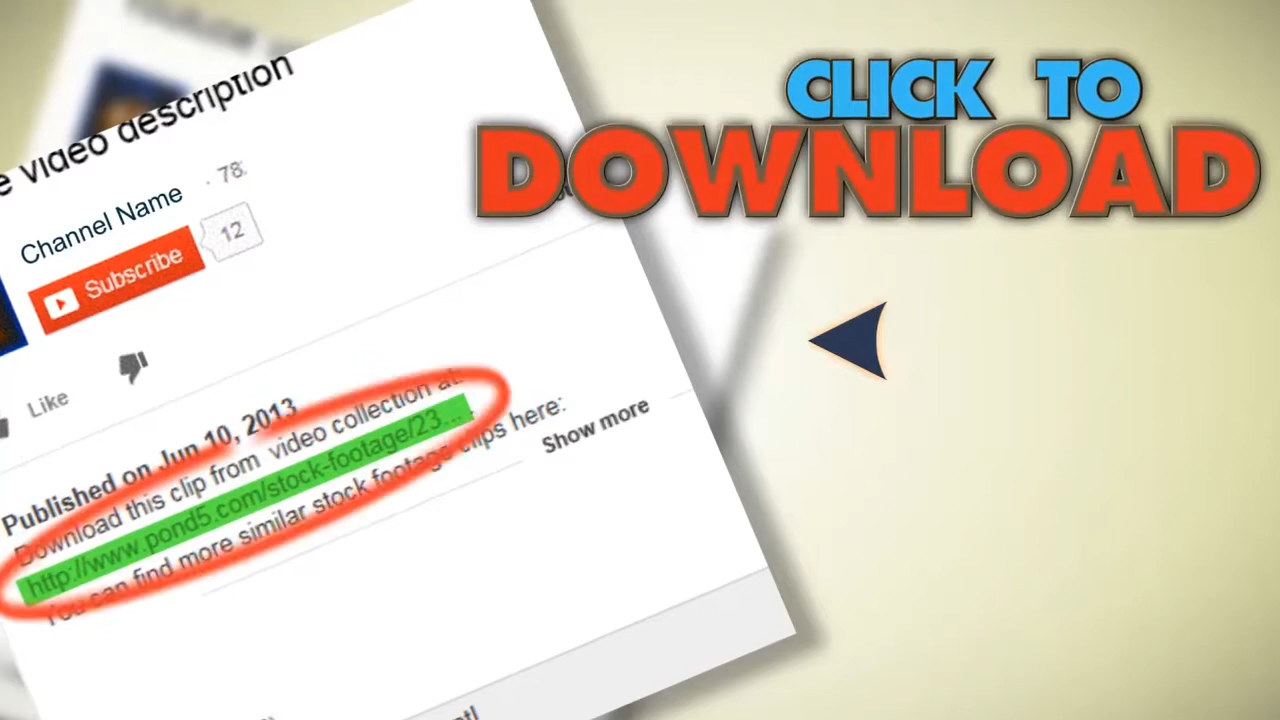 CLICK TO
DOWNLOAD
e video description
Channel Name
78
Subscribe
12
Like
Published on Jun 10, 2013
Download this clip from video collection at:
http://www.pond5.com/stock-footage/23...
You can find more similar stock footage clips here:
Show more